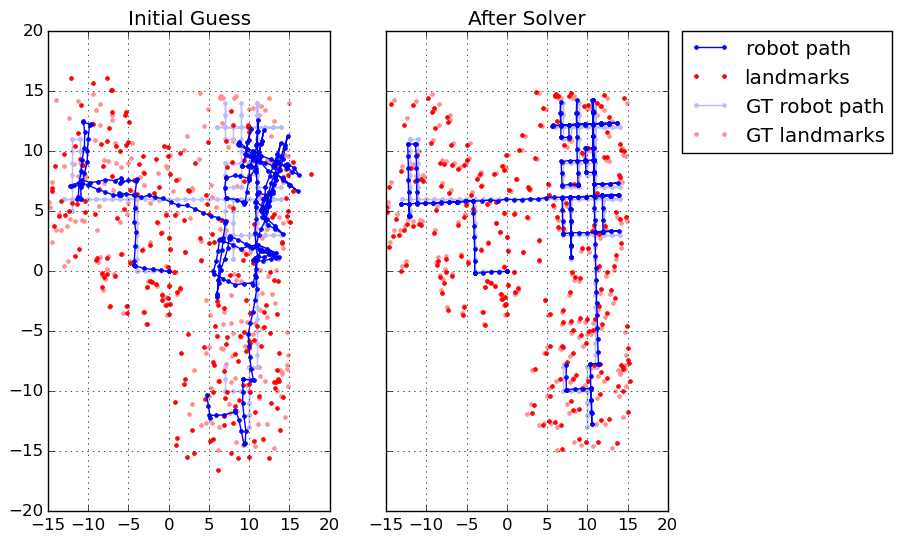 Initial Guess
After Solver
20
15
10
5
0
−5
−10
−15
−20
−15 −10 −5 0 5 10 15 20
−15 −10 −5 0 5 10 15 20
robot path
landmarks
GT robot path
GT landmarks